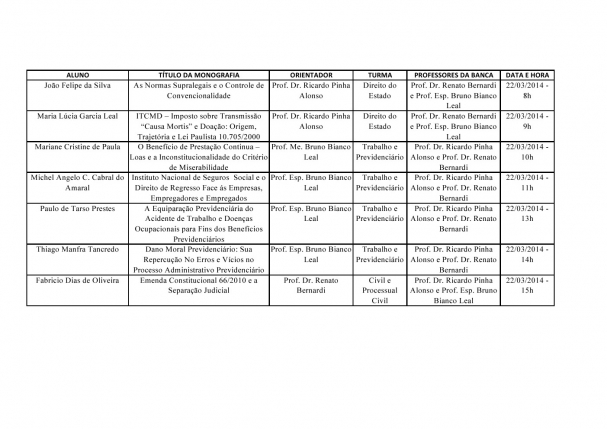 ALUNO TÍTULO DA MONOGRAFIA ORIENTADOR TURMA PROFESSORES DA BANCA DATA E HORA
João Felipe da Silva As Normas Supralegais e o Controle de Prof. Dr. Ricardo Pinha Direito do Prof. Dr. Renato Bernardi 22/03/2014 -
Convencionalidade Alonso Estado e Prof. Esp. Bruno Bianco 8h
Leal
Maria Lúcia Garcia Leal ITCMD – Imposto sobre Transmissão Prof. Dr. Ricardo Pinha Direito do Prof. Dr. Renato Bernardi 22/03/2014 -
“Causa Mortis” e Doação: Origem, Alonso Estado e Prof. Esp. Bruno Bianco 9h
Trajetória e Lei Paulista 10.705/2000 Leal
Mariane Cristine de Paula O Benefício de Prestação Contínua – Prof. Me. Bruno Bianco Trabalho e Prof. Dr. Ricardo Pinha 22/03/2014 -
Loas e a Inconstitucionalidade do Critério Leal Previdenciário Alonso e Prof. Dr. Renato 10h
de Miserabilidade Bernardi
Michel Angelo C. Cabral do Instituto Nacional de Seguros Social e o Prof. Esp. Bruno Bianco Trabalho e Prof. Dr. Ricardo Pinha 22/03/2014 -
Amaral Direito de Regresso Face às Empresas, Leal Previdenciário Alonso e Prof. Dr. Renato 11h
Empregadores e Empregados Bernardi
Paulo de Tarso Prestes A Equiparação Previdenciária do Prof. Esp. Bruno Bianco Trabalho e Prof. Dr. Ricardo Pinha 22/03/2014 -
Acidente de Trabalho e Doenças Leal Previdenciário Alonso e Prof. Dr. Renato 13h
Ocupacionais para Fins dos Benefícios Bernardi
Previdenciários
Thiago Manfra Tancredo Dano Moral Previdenciário: Sua Prof. Esp. Bruno Bianco Trabalho e Prof. Dr. Ricardo Pinha 22/03/2014 -
Repercução No Erros e Vícios no Leal Previdenciário Alonso e Prof. Dr. Renato 14h
Processo Administrativo Previdenciário Bernardi
Fabricio Dias de Oliveira Emenda Constitucional 66/2010 e a Prof. Dr. Renato Civil e Prof. Dr. Ricardo Pinha 22/03/2014 -
Separação Judicial Bernardi Processual Alonso e Prof. Esp. Bruno 15h
Civil Bianco Leal